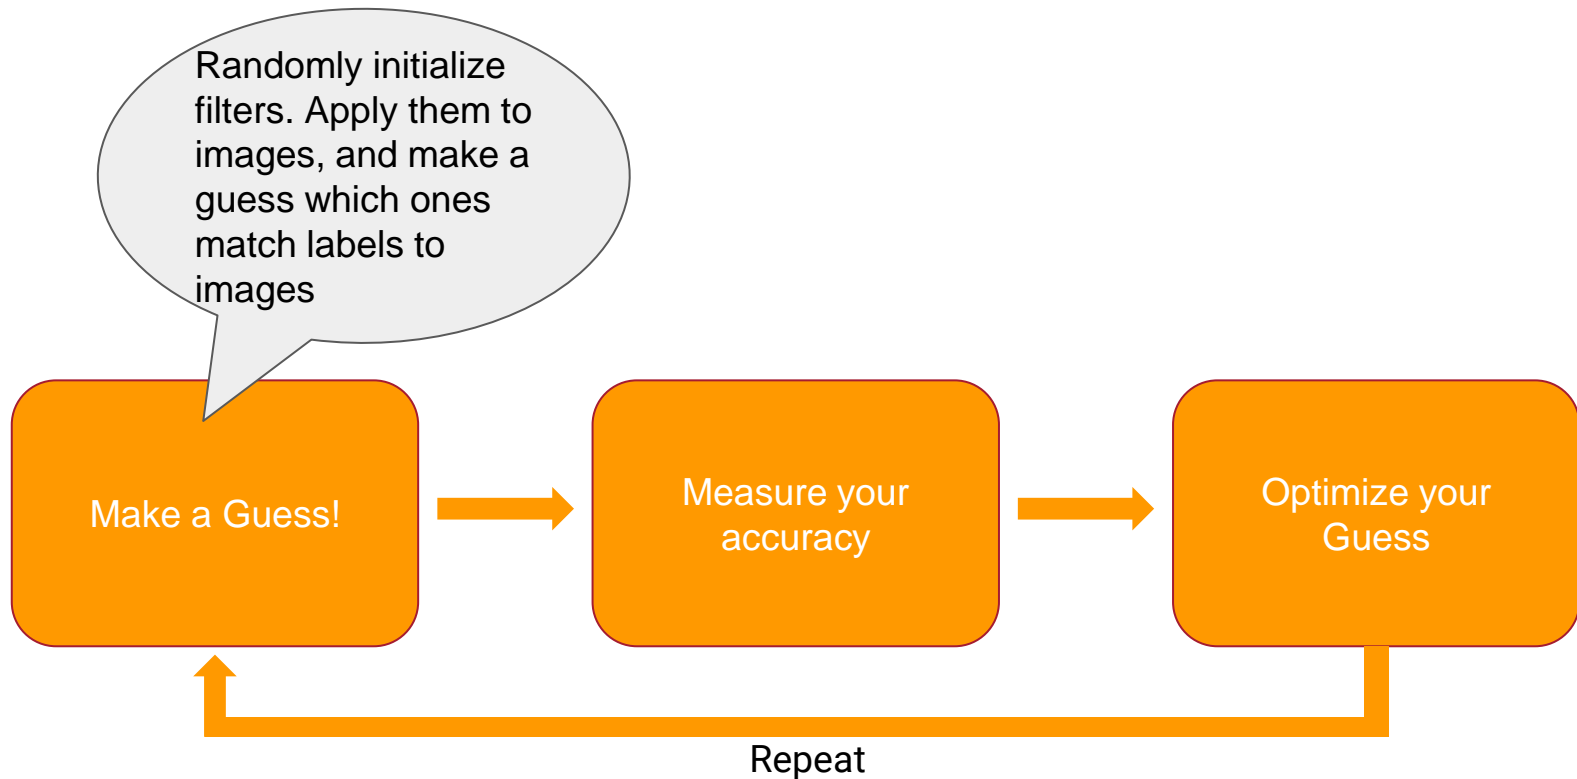 Randomly initialize
filters. Apply them to
images, and make a
guess which ones
match labels to
images
Make a Guess!
Measure your
accuracy
Optimize your
Guess
Repeat